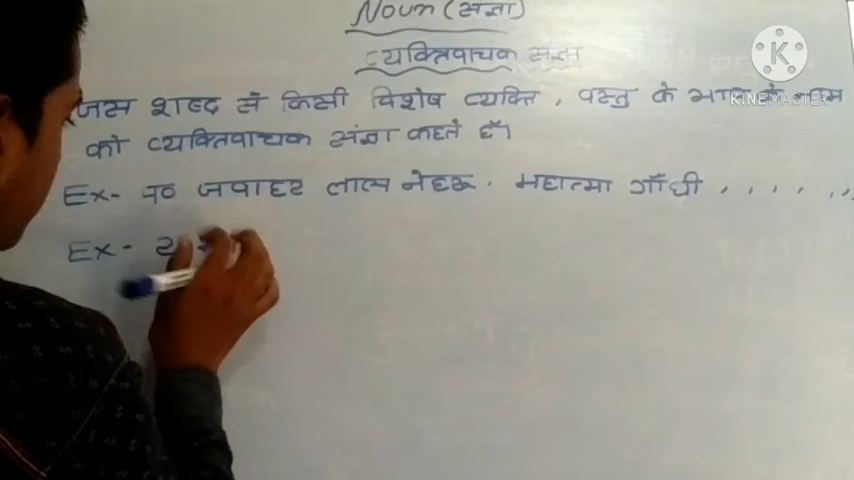 Noun (संज्ञा)
व्यक्तिवाचक संज्ञा
जिस शब्द से किसी विशेष व्यक्ति, वस्तु के
को व्यक्तिवाचक संज्ञा कहते हैं।
Ex- पं० जवाहर लाल नेहरू. महात्मा गाँधी . . . . . . .
Ex-
KINEMASTER